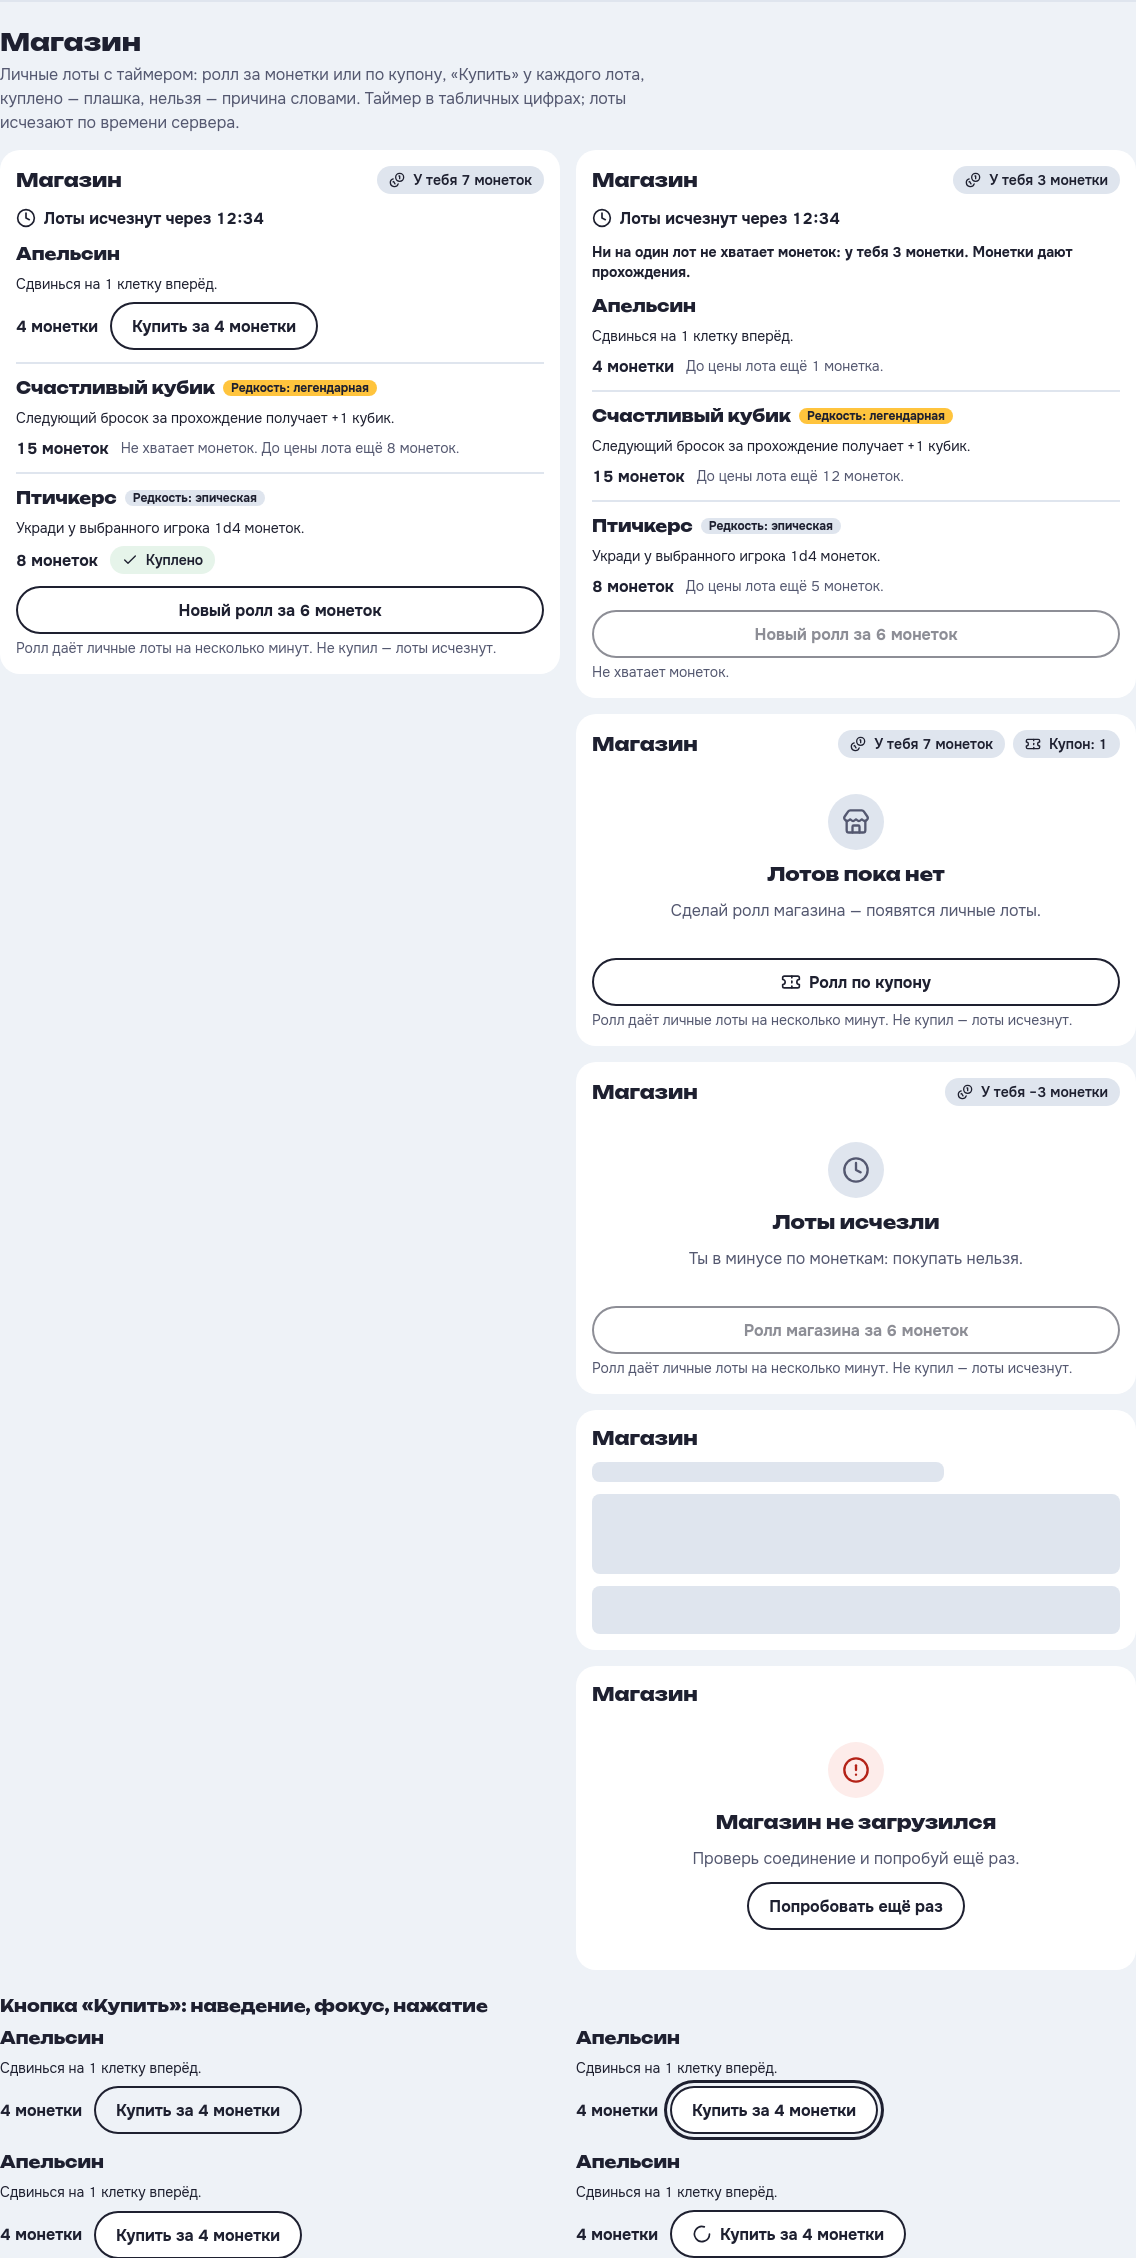 Магазин
Личные лоты с таймером: ролл за монетки или по купону, «Купить» у каждого лота,
куплено — плашка, нельзя — причина словами. Таймер в табличных цифрах; лоты
исчезают по времени сервера.
Магазин
У тебя 7 монеток
Лоты исчезнут через 12:34
Апельсин
Сдвинься на 1 клетку вперёд.
4 монетки
Купить за 4 монетки
Счастливый кубик
Редкость: легендарная
Следующий бросок за прохождение получает +1 кубик.
15 монеток
Не хватает монеток. До цены лота ещё 8 монеток.
Птичкерс
Редкость: эпическая
Укради у выбранного игрока 1d4 монеток.
8 монеток
Куплено
Новый ролл за 6 монеток
Ролл даёт личные лоты на несколько минут. Не купил — лоты исчезнут.
Магазин
У тебя 3 монетки
Лоты исчезнут через 12:34
Ни на один лот не хватает монеток: у тебя 3 монетки. Монетки дают
прохождения.
Апельсин
Сдвинься на 1 клетку вперёд.
4 монетки
До цены лота ещё 1 монетка.
Счастливый кубик
Редкость: легендарная
Следующий бросок за прохождение получает +1 кубик.
15 монеток
До цены лота ещё 12 монеток.
Птичкерс
Редкость: эпическая
Укради у выбранного игрока 1d4 монеток.
8 монеток
До цены лота ещё 5 монеток.
Новый ролл за 6 монеток
Не хватает монеток.
Магазин
У тебя 7 монеток
Купон: 1
Лотов пока нет
Сделай ролл магазина — появятся личные лоты.
Ролл по купону
Ролл даёт личные лоты на несколько минут. Не купил — лоты исчезнут.
Магазин
У тебя −3 монетки
Лоты исчезли
Ты в минусе по монеткам: покупать нельзя.
Ролл магазина за 6 монеток
Ролл даёт личные лоты на несколько минут. Не купил — лоты исчезнут.
Магазин
Магазин
Магазин не загрузился
Проверь соединение и попробуй ещё раз.
Попробовать ещё раз
Кнопка «Купить»: наведение, фокус, нажатие
Апельсин
Сдвинься на 1 клетку вперёд.
4 монетки
Купить за 4 монетки
Апельсин
Сдвинься на 1 клетку вперёд.
4 монетки
Купить за 4 монетки
Апельсин
Сдвинься на 1 клетку вперёд.
4 монетки
Купить за 4 монетки
Апельсин
Сдвинься на 1 клетку вперёд.
4 монетки
Купить за 4 монетки